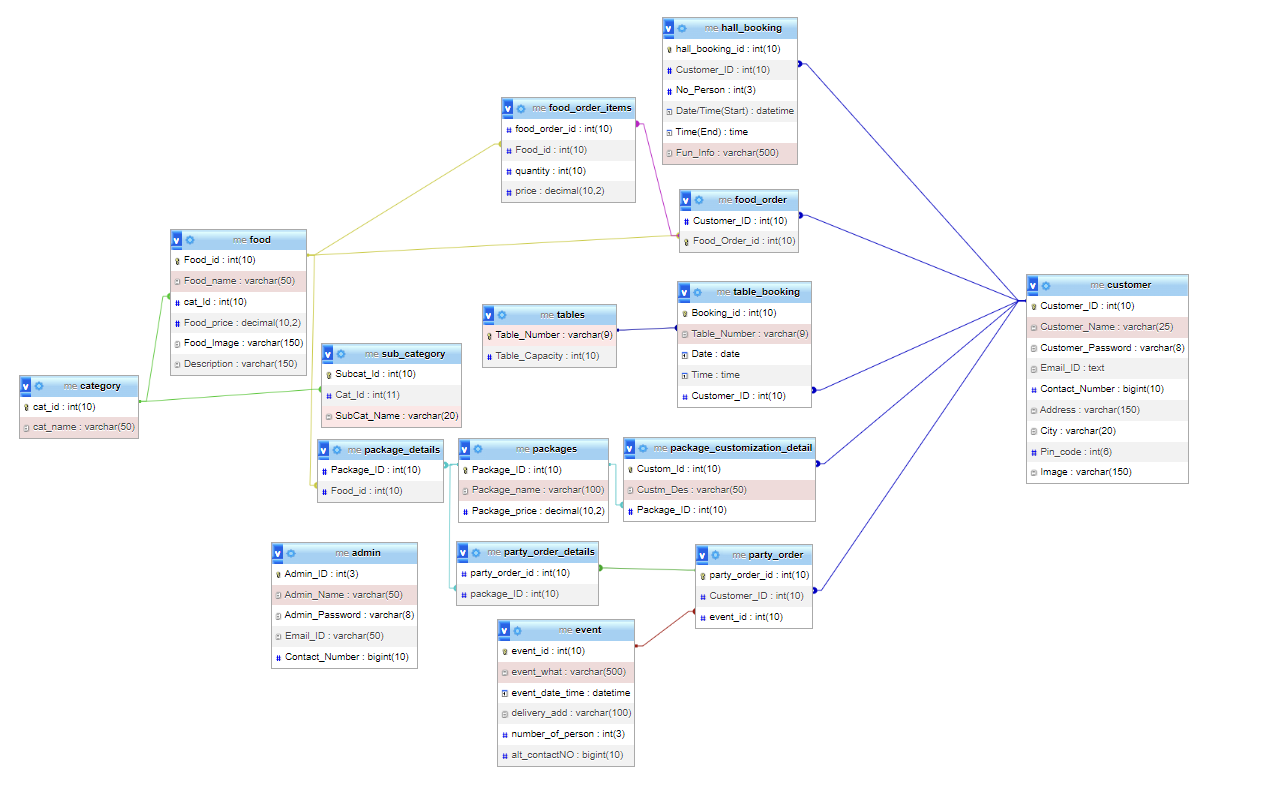 me hall_booking
hall_booking_id : int(10)
Customer_ID : int(10)
No_Person : int(3)
Date/Time(Start) : datetime
Time(End) : time
Fun_Info : varchar(500)
me food_order_items
food_order_id : int(10)
Food_id : int(10)
quantity : int(10)
price : decimal(10,2)
me food_order
Customer_ID : int(10)
Food_Order_id : int(10)
me food
Food_id : int(10)
Food_name : varchar(50)
cat_Id : int(10)
Food_price : decimal(10,2)
Food_Image : varchar(150)
Description : varchar(150)
me customer
Customer_ID : int(10)
Customer_Name : varchar(25)
Customer_Password : varchar(8)
Email_ID : text
Contact_Number : bigint(10)
Address : varchar(150)
City : varchar(20)
Pin_code : int(6)
Image : varchar(150)
me table_booking
Booking_id : int(10)
Table_Number : varchar(9)
Date : date
Time : time
Customer_ID : int(10)
me tables
Table_Number : varchar(9)
Table_Capacity : int(10)
me sub_category
Subcat_Id : int(10)
Cat_Id : int(11)
SubCat_Name : varchar(20)
me category
cat_id : int(10)
cat_name : varchar(50)
me package_details
Package_ID : int(10)
Food_id : int(10)
me packages
Package_ID : int(10)
Package_name : varchar(100)
Package_price : decimal(10,2)
me package_customization_detail
Custom_Id : int(10)
Custm_Des : varchar(50)
Package_ID : int(10)
me admin
Admin_ID : int(3)
Admin_Name : varchar(50)
Admin_Password : varchar(8)
Email_ID : varchar(50)
Contact_Number : bigint(10)
me party_order_details
party_order_id : int(10)
package_ID : int(10)
me party_order
party_order_id : int(10)
Customer_ID : int(10)
event_id : int(10)
me event
event_id : int(10)
event_what : varchar(500)
event_date_time : datetime
delivery_add : varchar(100)
number_of_person : int(3)
alt_contactNO : bigint(10)